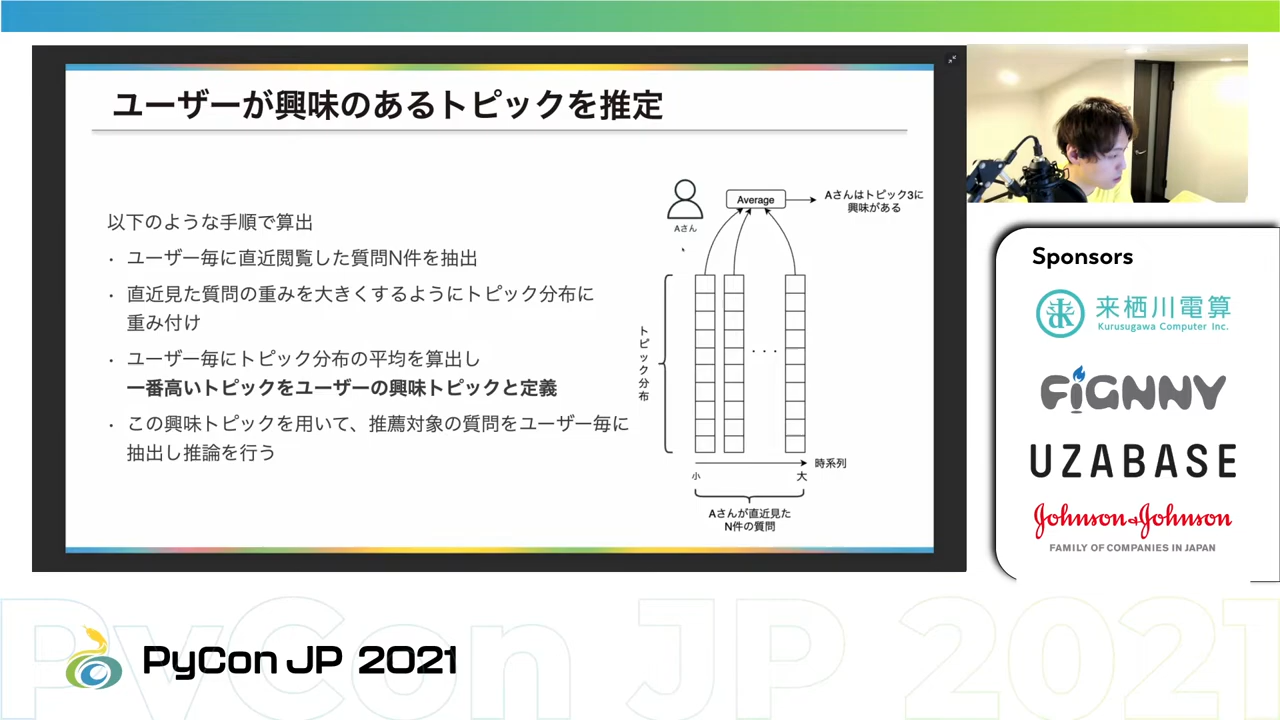 ユーザーが興味のあるトピックを推定
以下のような手順で算出
・ ユーザー毎に直近閲覧した質問N件を抽出
・ 直近見た質問の重みを大きくするようにトピック分布に
重み付け
・ ユーザー毎にトピック分布の平均を算出し
一番高いトピックをユーザーの興味トピックと定義
・ この興味トピックを用いて、推薦対象の質問をユーザー毎に
抽出し推論を行う
Aさん
Average
Aさんはトピック3に
興味がある
トピック分布
・・・
時系列
小
大
Aさんが直近見た
N件の質問
Sponsors
来栖川電算
Kurusugawa Computer Inc.
FiGNNY
UZABASE
Johnson & Johnson
FAMILY OF COMPANIES IN JAPAN
PyCon JP 2021
PyCon JP 2021